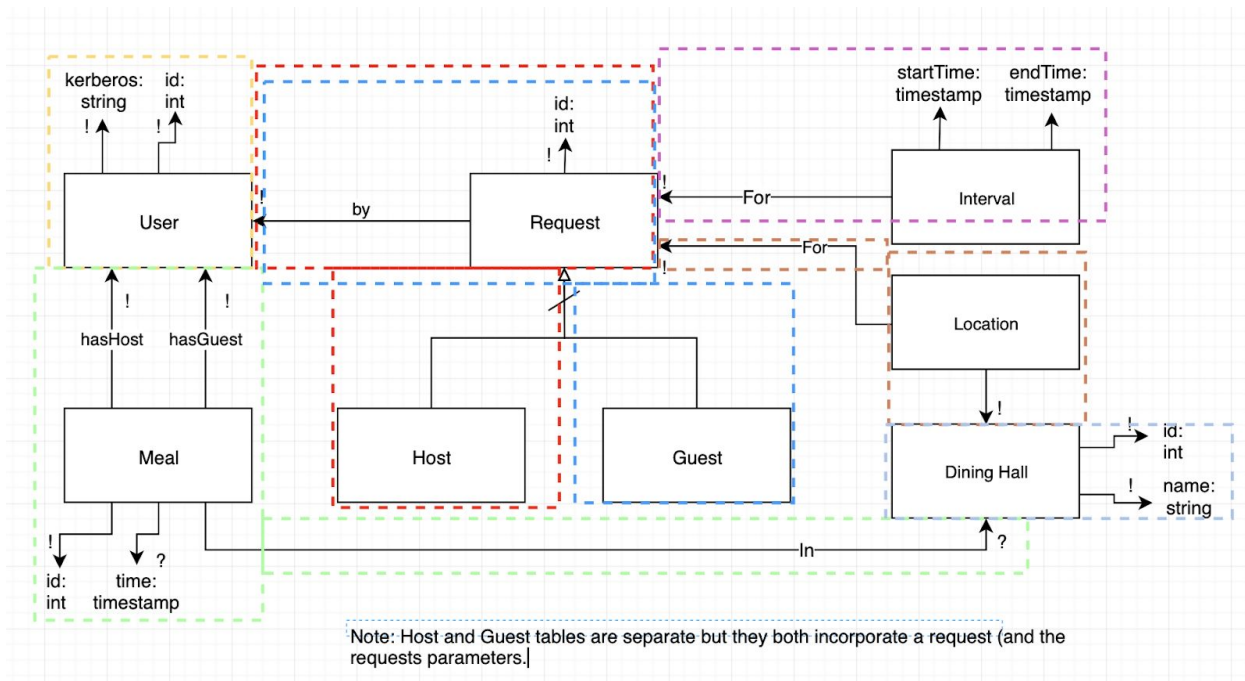 kerberos:
string
id:
int
!
!
User
!
by
id:
int
!
Request
!
For
startTime:
timestamp
endTime:
timestamp
Interval
!
For
Location
!
hasHost
!
hasGuest
!
Meal
Host
Guest
Dining Hall
!
id:
int
!
name:
string
!
id:
int
?
time:
timestamp
In
?
Note: Host and Guest tables are separate but they both incorporate a request (and the
requests parameters.